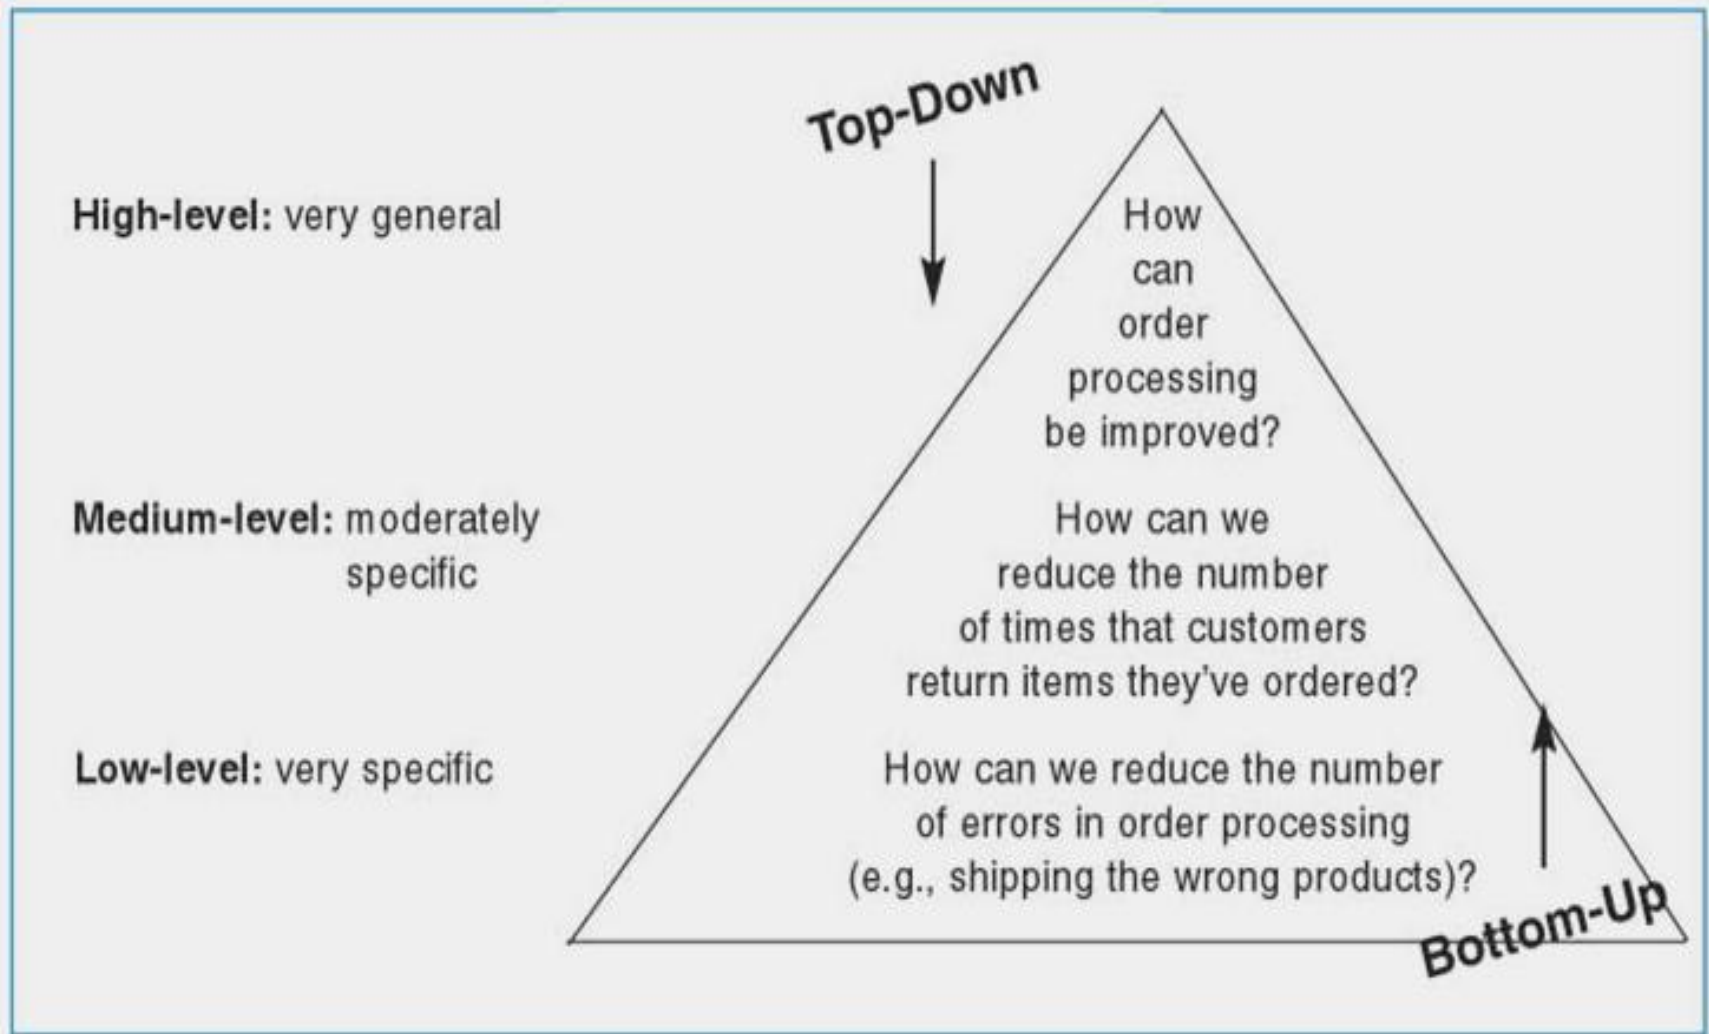 Top-Down
High-level: very general
How
can
order
processing
be improved?
Medium-level: moderately
specific
How can we
reduce the number
of times that customers
return items they've ordered?
Low-level: very specific
How can we reduce the number
of errors in order processing
(e.g., shipping the wrong products)?
Bottom-Up